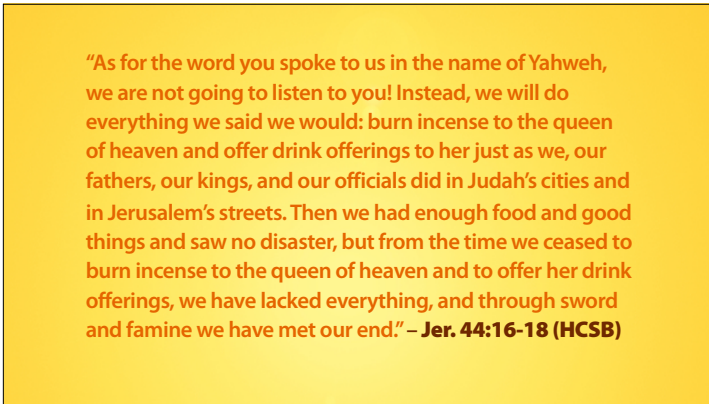 “As for the word you spoke to us in the name of Yahweh,
we are not going to listen to you! Instead, we will do
everything we said we would: burn incense to the queen
of heaven and offer drink offerings to her just as we, our
fathers, our kings, and our officials did in Judah’s cities and
in Jerusalem’s streets. Then we had enough food and good
things and saw no disaster, but from the time we ceased to
burn incense to the queen of heaven and to offer her drink
offerings, we have lacked everything, and through sword
and famine we have met our end.” – Jer. 44:16-18 (HCSB)